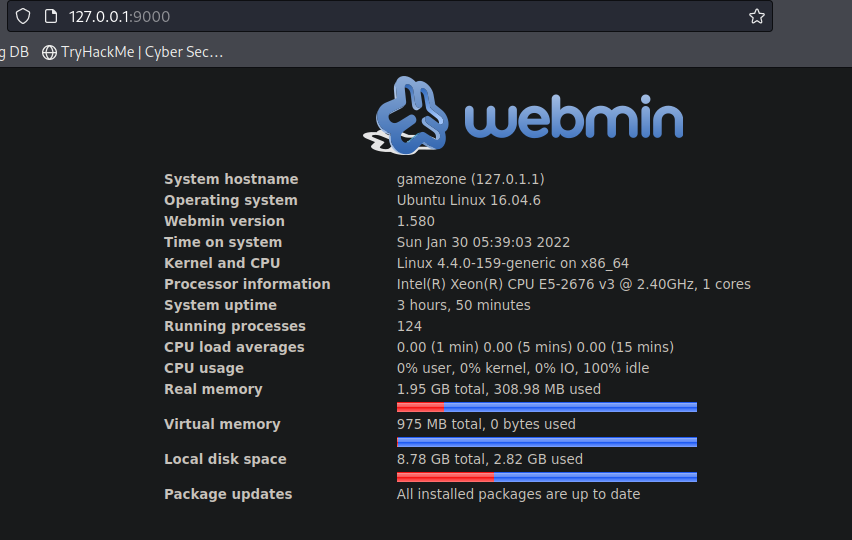 127.0.0.1:9000
g DB TryHackMe | Cyber Sec…
webmin
System hostname gamezone (127.0.1.1)
Operating system Ubuntu Linux 16.04.6
Webmin version 1.580
Time on system Sun Jan 30 05:39:03 2022
Kernel and CPU Linux 4.4.0-159-generic on x86_64
Processor information Intel(R) Xeon(R) CPU E5-2676 v3 @ 2.40GHz, 1 cores
System uptime 3 hours, 50 minutes
Running processes 124
CPU load averages 0.00 (1 min) 0.00 (5 mins) 0.00 (15 mins)
CPU usage 0% user, 0% kernel, 0% IO, 100% idle
Real memory 1.95 GB total, 308.98 MB used
Virtual memory 975 MB total, 0 bytes used
Local disk space 8.78 GB total, 2.82 GB used
Package updates All installed packages are up to date